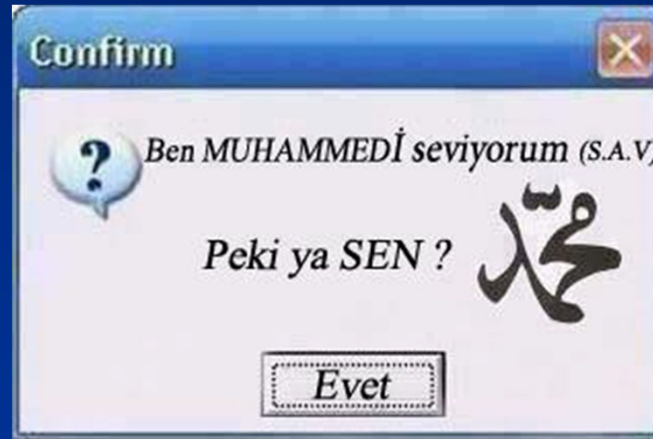 Confirm
?
Ben MUHAMMEDİ seviyorum (S.A.V)
Peki ya SEN ?
محمد
Evet